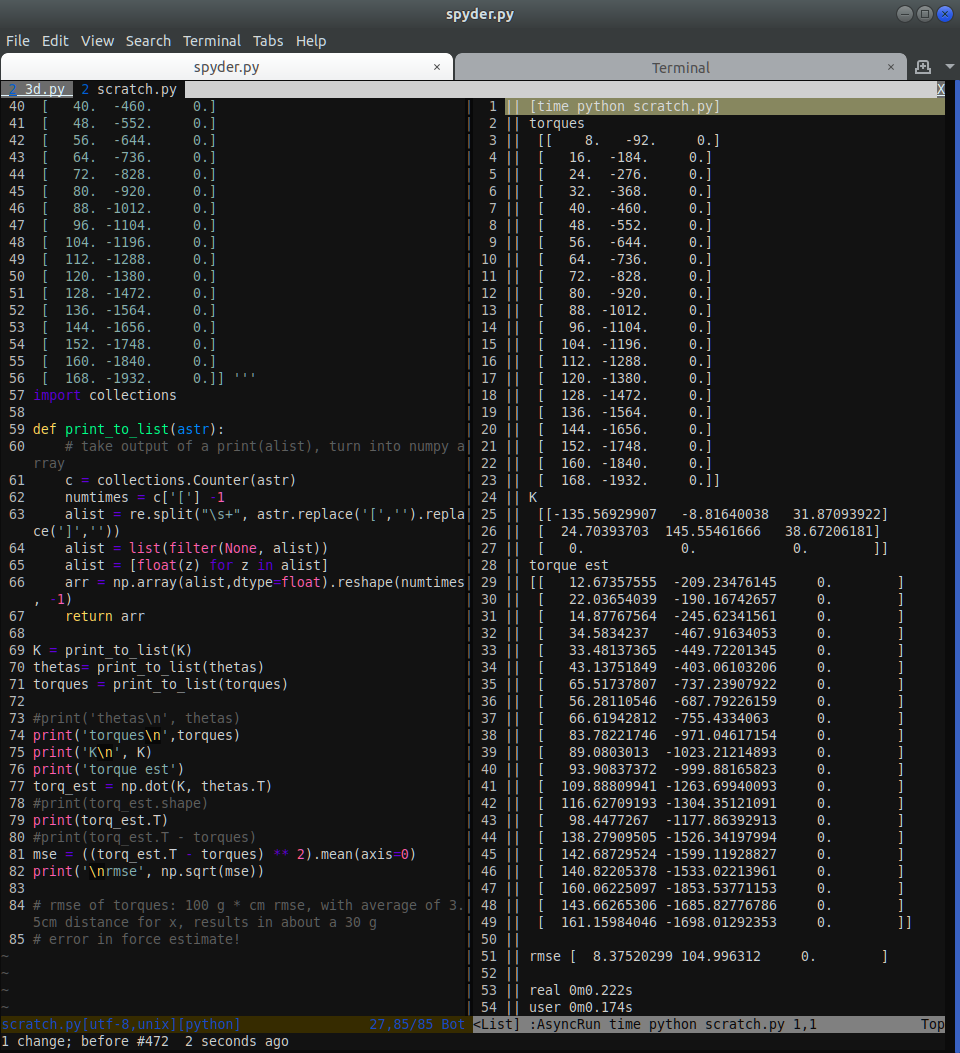 spyder.py
File Edit View Search Terminal Tabs Help
spyder.py × Terminal ×
2 3d.py 2 scratch.py X
40 [ 40. -460. 0.]
41 [ 48. -552. 0.]
42 [ 56. -644. 0.]
43 [ 64. -736. 0.]
44 [ 72. -828. 0.]
45 [ 80. -920. 0.]
46 [ 88. -1012. 0.]
47 [ 96. -1104. 0.]
48 [ 104. -1196. 0.]
49 [ 112. -1288. 0.]
50 [ 120. -1380. 0.]
51 [ 128. -1472. 0.]
52 [ 136. -1564. 0.]
53 [ 144. -1656. 0.]
54 [ 152. -1748. 0.]
55 [ 160. -1840. 0.]
56 [ 168. -1932. 0.]] '''
57 import collections
58
59 def print_to_list(astr):
60     # take output of a print(alist), turn into numpy a
rray
61     c = collections.Counter(astr)
62     numtimes = c['['] -1
63     alist = re.split("\s+", astr.replace('[','').repla
ce(']',''))
64     alist = list(filter(None, alist))
65     alist = [float(z) for z in alist]
66     arr = np.array(alist,dtype=float).reshape(numtimes
, -1)
67     return arr
68
69 K = print_to_list(K)
70 thetas= print_to_list(thetas)
71 torques = print_to_list(torques)
72
73 #print('thetas\n', thetas)
74 print('torques\n',torques)
75 print('K\n', K)
76 print('torque est')
77 torq_est = np.dot(K, thetas.T)
78 #print(torq_est.shape)
79 print(torq_est.T)
80 #print(torq_est.T - torques)
81 mse = ((torq_est.T - torques) ** 2).mean(axis=0)
82 print('\nrmse', np.sqrt(mse))
83
84 # rmse of torques: 100 g * cm rmse, with average of 3.
5cm distance for x, results in about a 30 g
85 # error in force estimate!
~
~
~
~
scratch.py[utf-8,unix][python] 27,85/85 Bot
1 || [time python scratch.py]
2 || torques
3 || [[ 8. -92. 0.]
4 || [ 16. -184. 0.]
5 || [ 24. -276. 0.]
6 || [ 32. -368. 0.]
7 || [ 40. -460. 0.]
8 || [ 48. -552. 0.]
9 || [ 56. -644. 0.]
10 || [ 64. -736. 0.]
11 || [ 72. -828. 0.]
12 || [ 80. -920. 0.]
13 || [ 88. -1012. 0.]
14 || [ 96. -1104. 0.]
15 || [ 104. -1196. 0.]
16 || [ 112. -1288. 0.]
17 || [ 120. -1380. 0.]
18 || [ 128. -1472. 0.]
19 || [ 136. -1564. 0.]
20 || [ 144. -1656. 0.]
21 || [ 152. -1748. 0.]
22 || [ 160. -1840. 0.]
23 || [ 168. -1932. 0.]]
24 || K
25 || [[-135.56929907 -8.81640038 31.87093922]
26 || [ 24.70393703 145.55461666 38.67206181]
27 || [ 0. 0. 0. ]]
28 || torque est
29 || [[ 12.67357555 -209.23476145 0. ]
30 || [ 22.03654039 -190.16742657 0. ]
31 || [ 14.87767564 -245.62341561 0. ]
32 || [ 34.5834237 -467.91634053 0. ]
33 || [ 33.48137365 -449.72201345 0. ]
34 || [ 43.13751849 -403.06103206 0. ]
35 || [ 65.51737807 -737.23907922 0. ]
36 || [ 56.28110546 -687.79226159 0. ]
37 || [ 66.61942812 -755.4334063 0. ]
38 || [ 83.78221746 -971.04617154 0. ]
39 || [ 89.0803013 -1023.21214893 0. ]
40 || [ 93.90837372 -999.88165823 0. ]
41 || [ 109.88809941 -1263.69940093 0. ]
42 || [ 116.62709193 -1304.35121091 0. ]
43 || [ 98.4477267 -1177.86392913 0. ]
44 || [ 138.27909505 -1526.34197994 0. ]
45 || [ 142.68729524 -1599.11928827 0. ]
46 || [ 140.82205378 -1533.02213961 0. ]
47 || [ 160.06225097 -1853.53771153 0. ]
48 || [ 143.66265306 -1685.82776786 0. ]
49 || [ 161.15984046 -1698.01292353 0. ]]
50 ||
51 || rmse [ 8.37520299 104.996312 0. ]
52 ||
53 || real 0m0.222s
54 || user 0m0.174s
<List] :AsyncRun time python scratch.py 1,1 Top
1 change; before #472 2 seconds ago